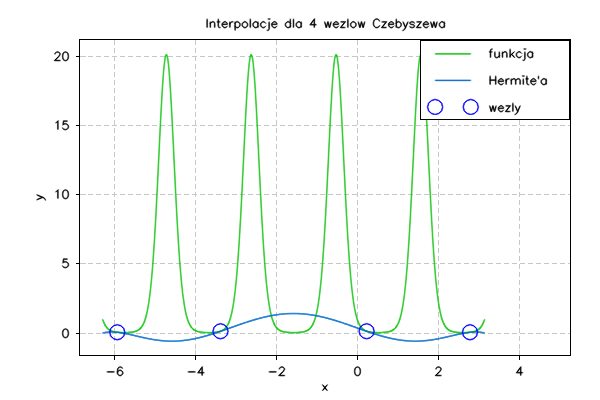 Interpolacje dla 4 wezlow Czebyszewa
funkcja
Hermite'a
wezly
20
15
10
5
0
y
−6 −4 −2 0 2 4
x